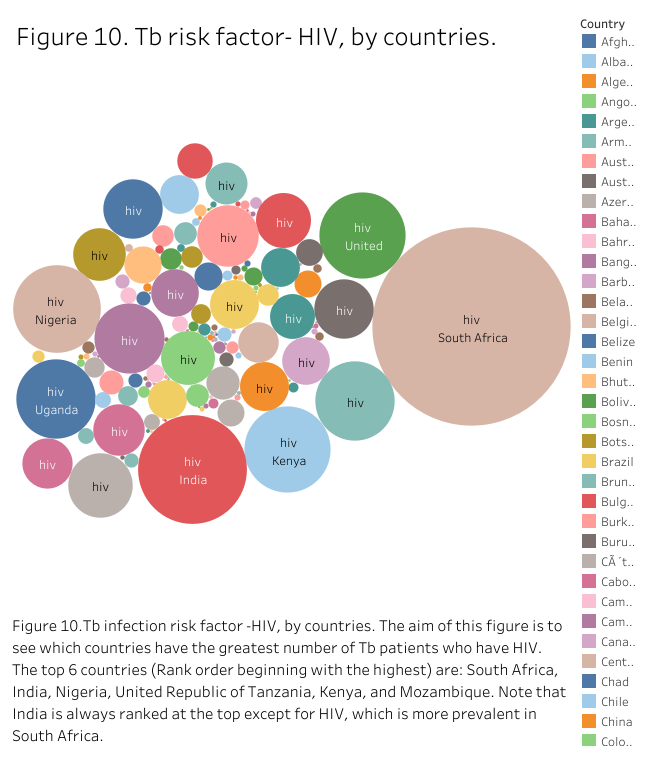 Figure 10. Tb risk factor- HIV, by countries.
Country
Afgh..
Alba..
Alge..
Ango..
Arge..
Arm..
Aust..
Aust..
Azer..
Baha..
Bahr..
Bang..
Barb..
Bela..
Belgi..
Belize
Benin
Bhut..
Boliv..
Bosn..
Bots..
Brazil
Brun..
Bulg..
Burk..
Buru..
CÃ´t..
Cabo..
Cam..
Cam..
Cana..
Cent..
Chad
Chile
China
Colo..
hiv
hiv
hiv
hiv
hiv
United
hiv
hiv
hiv
hiv
hiv
hiv
Nigeria
hiv
South Africa
hiv
hiv
hiv
hiv
hiv
Uganda
hiv
hiv
hiv
Kenya
hiv
hiv
India
hiv
Figure 10.Tb infection risk factor -HIV, by countries. The aim of this figure is to
see which countries have the greatest number of Tb patients who have HIV.
The top 6 countries (Rank order beginning with the highest) are: South Africa,
India, Nigeria, United Republic of Tanzania, Kenya, and Mozambique. Note that
India is always ranked at the top except for HIV, which is more prevalent in
South Africa.